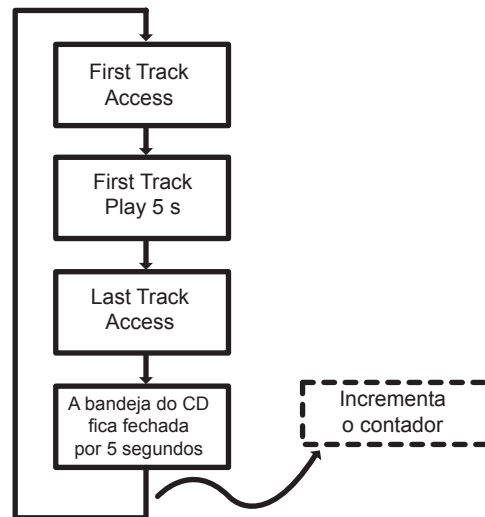 First Track
Access
First Track
Play 5 s
Last Track
Access
A bandeja do CD
fica fechada
por 5 segundos
Incrementa
o contador